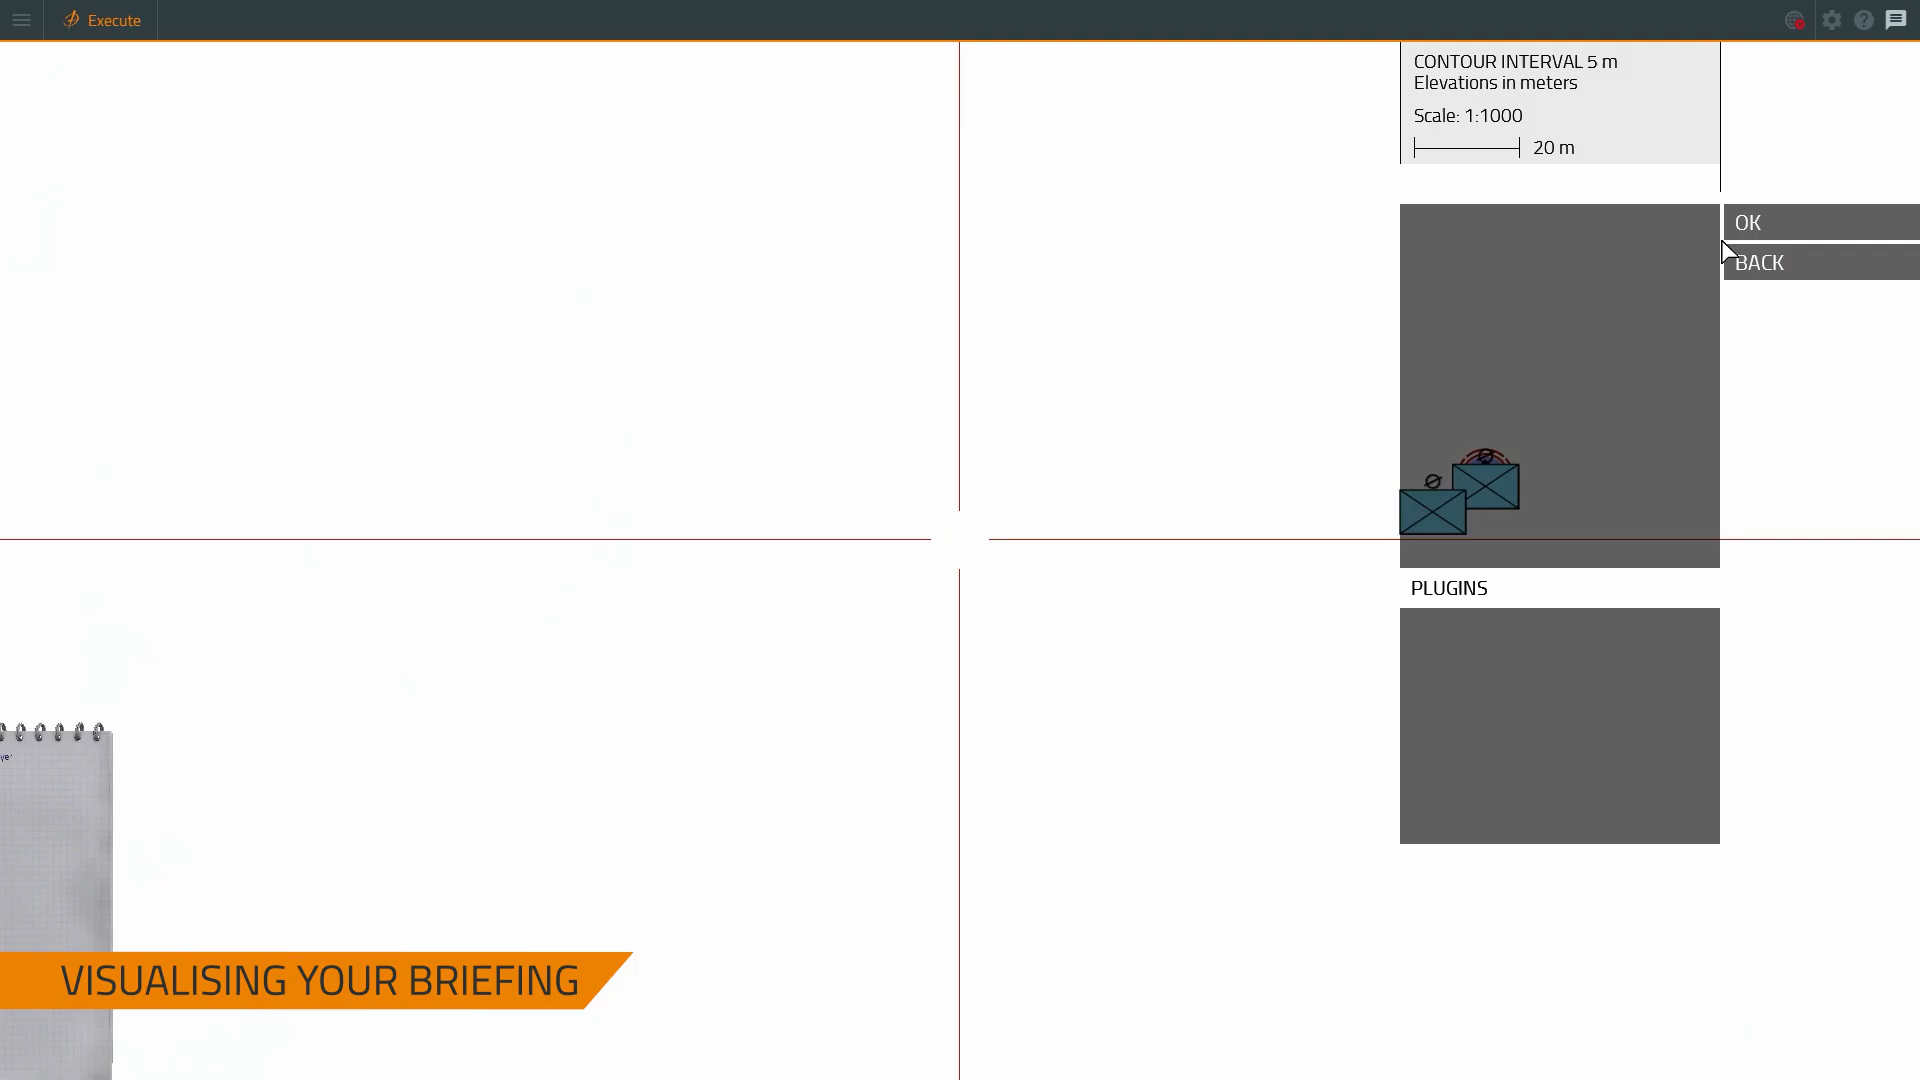 Execute
CONTOUR INTERVAL 5 m
Elevations in meters
Scale: 1:1000
20 m
OK
BACK
PLUGINS
VISUALISING YOUR BRIEFING